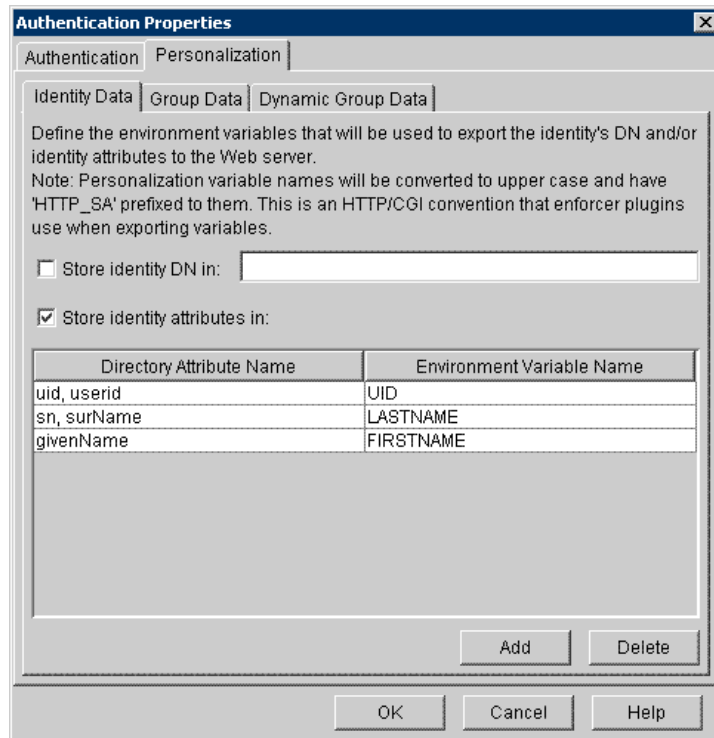 Authentication Properties
Authentication Personalization
Identity Data Group Data Dynamic Group Data
Define the environment variables that will be used to export the identity's DN and/or
identity attributes to the Web server.
Note: Personalization variable names will be converted to upper case and have
'HTTP_SA' prefixed to them. This is an HTTP/CGI convention that enforcer plugins
use when exporting variables.
Store identity DN in:
Store identity attributes in:
Directory Attribute Name Environment Variable Name
uid, userid UID
sn, surName LASTNAME
givenName FIRSTNAME
Add Delete
OK Cancel Help